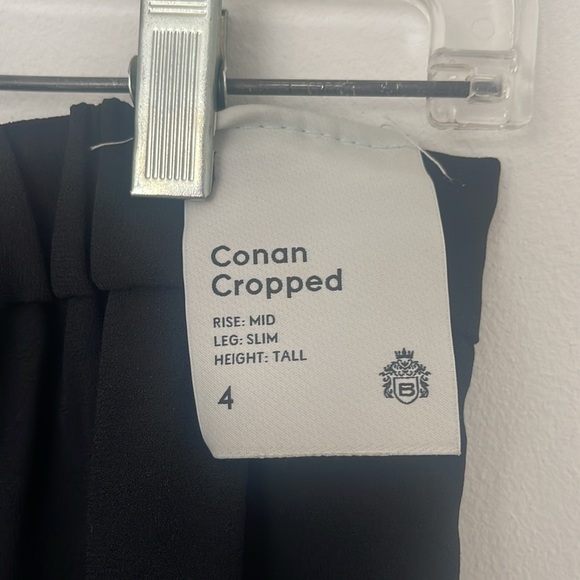 Conan
Cropped
RISE: MID
LEG: SLIM
HEIGHT: TALL
4
B